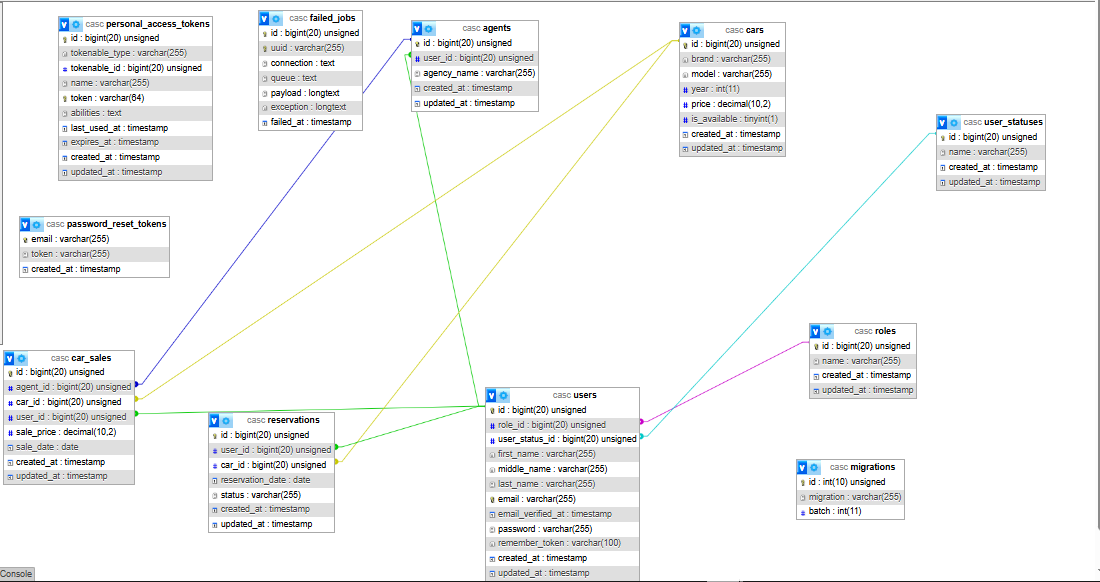 casc personal_access_tokens
id : bigint(20) unsigned
tokenable_type : varchar(255)
tokenable_id : bigint(20) unsigned
name : varchar(255)
token : varchar(64)
abilities : text
last_used_at : timestamp
expires_at : timestamp
created_at : timestamp
updated_at : timestamp
casc failed_jobs
id : bigint(20) unsigned
uuid : varchar(255)
connection : text
queue : text
payload : longtext
exception : longtext
failed_at : timestamp
casc agents
id : bigint(20) unsigned
user_id : bigint(20) unsigned
agency_name : varchar(255)
created_at : timestamp
updated_at : timestamp
casc cars
id : bigint(20) unsigned
brand : varchar(255)
model : varchar(255)
year : int(11)
price : decimal(10,2)
is_available : tinyint(1)
created_at : timestamp
updated_at : timestamp
casc user_statuses
id : bigint(20) unsigned
name : varchar(255)
created_at : timestamp
updated_at : timestamp
casc password_reset_tokens
email : varchar(255)
token : varchar(255)
created_at : timestamp
casc car_sales
id : bigint(20) unsigned
agent_id : bigint(20) unsigned
car_id : bigint(20) unsigned
user_id : bigint(20) unsigned
sale_price : decimal(10,2)
sale_date : date
created_at : timestamp
updated_at : timestamp
casc reservations
id : bigint(20) unsigned
user_id : bigint(20) unsigned
car_id : bigint(20) unsigned
reservation_date : date
status : varchar(255)
created_at : timestamp
updated_at : timestamp
casc users
id : bigint(20) unsigned
role_id : bigint(20) unsigned
user_status_id : bigint(20) unsigned
first_name : varchar(255)
middle_name : varchar(255)
last_name : varchar(255)
email : varchar(255)
email_verified_at : timestamp
password : varchar(255)
remember_token : varchar(100)
created_at : timestamp
updated_at : timestamp
casc roles
id : bigint(20) unsigned
name : varchar(255)
created_at : timestamp
updated_at : timestamp
casc migrations
id : int(10) unsigned
migration : varchar(255)
batch : int(11)
Console